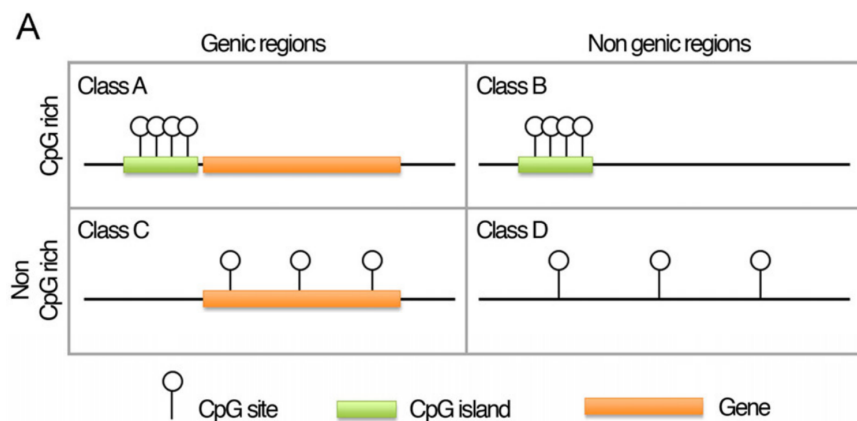 A
Genic regions
Non genic regions
CpG rich
Class A
Class B
Non
CpG rich
Class C
Class D
CpG site
CpG island
Gene